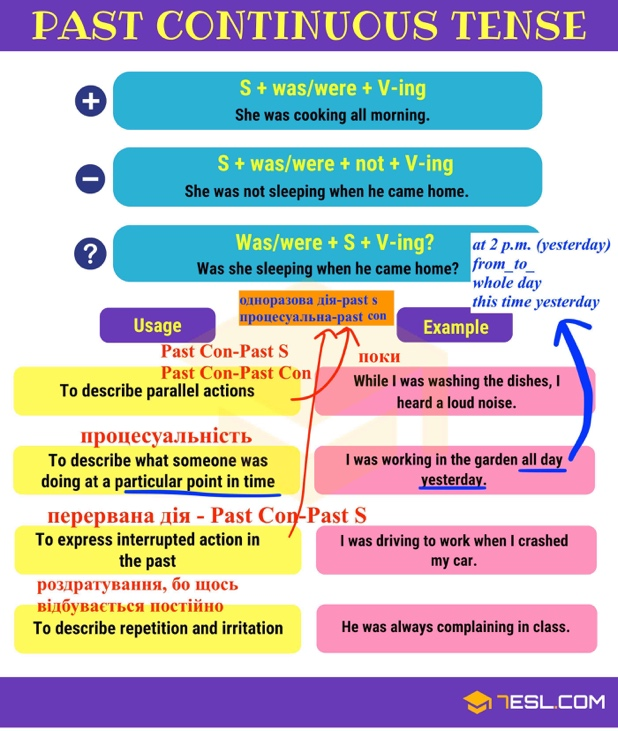 PAST CONTINUOUS TENSE
+
S + was/were + V-ing
She was cooking all morning.
−
S + was/were + not + V-ing
She was not sleeping when he came home.
?
Was/were + S + V-ing?
Was she sleeping when he came home?
at 2 p.m. (yesterday)
from_to_
whole day
this time yesterday
одноразова дія-past s
процесуальна-past con
Usage
Example
Past Con-Past S
Past Con-Past Con
поки
To describe parallel actions
While I was washing the dishes, I
heard a loud noise.
процесуальність
To describe what someone was
doing at a particular point in time
I was working in the garden all day
yesterday.
перервана дія - Past Con-Past S
To express interrupted action in
the past
I was driving to work when I crashed
my car.
роздратування, бо щось
відбувається постійно
To describe repetition and irritation
He was always complaining in class.
7ESL.COM